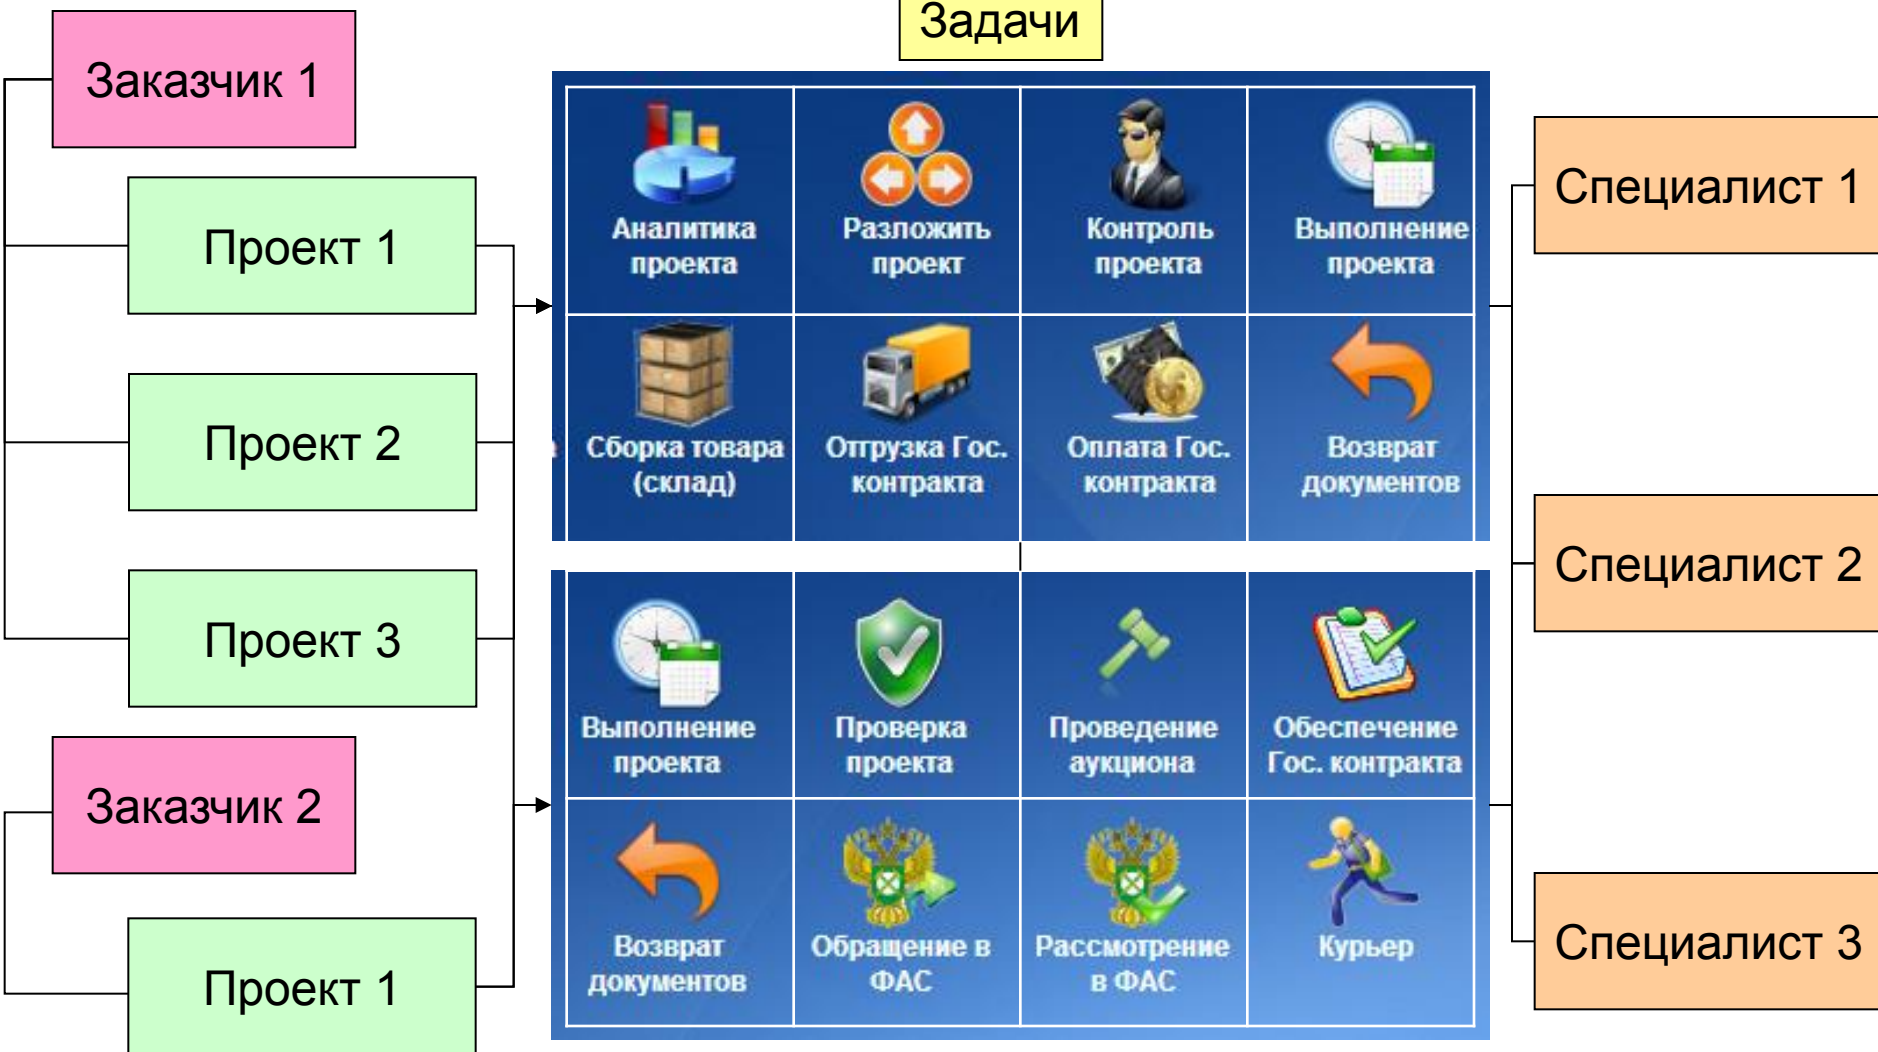 Задачи
Заказчик 1
Проект 1
Проект 2
Проект 3
Заказчик 2
Проект 1
Аналитика
проекта
Разложить
проект
Контроль
проекта
Выполнение
проекта
Сборка товара
(склад)
Отгрузка Гос.
контракта
Оплата Гос.
контракта
Возврат
документов
Выполнение
проекта
Проверка
проекта
Проведение
аукциона
Обеспечение
Гос. контракта
Возврат
документов
Обращение в
ФАС
Рассмотрение
в ФАС
Курьер
Специалист 1
Специалист 2
Специалист 3